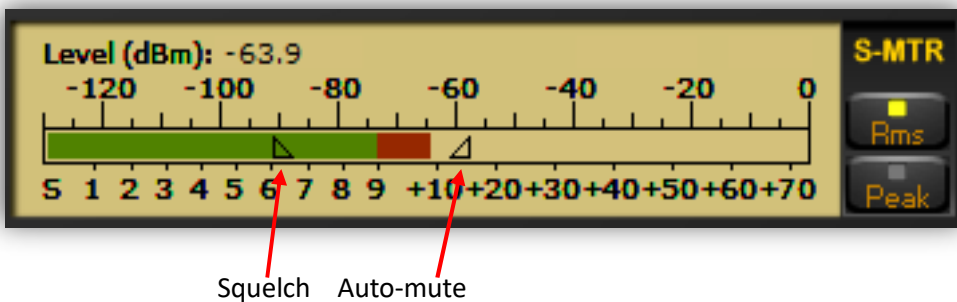 Level (dBm): -63.9
S-MTR
-120 -100 -80 -60 -40 -20 0
Rms
S 1 2 3 4 5 6 7 8 9 +10+20+30+40+50+60+70
Peak
Squelch Auto-mute